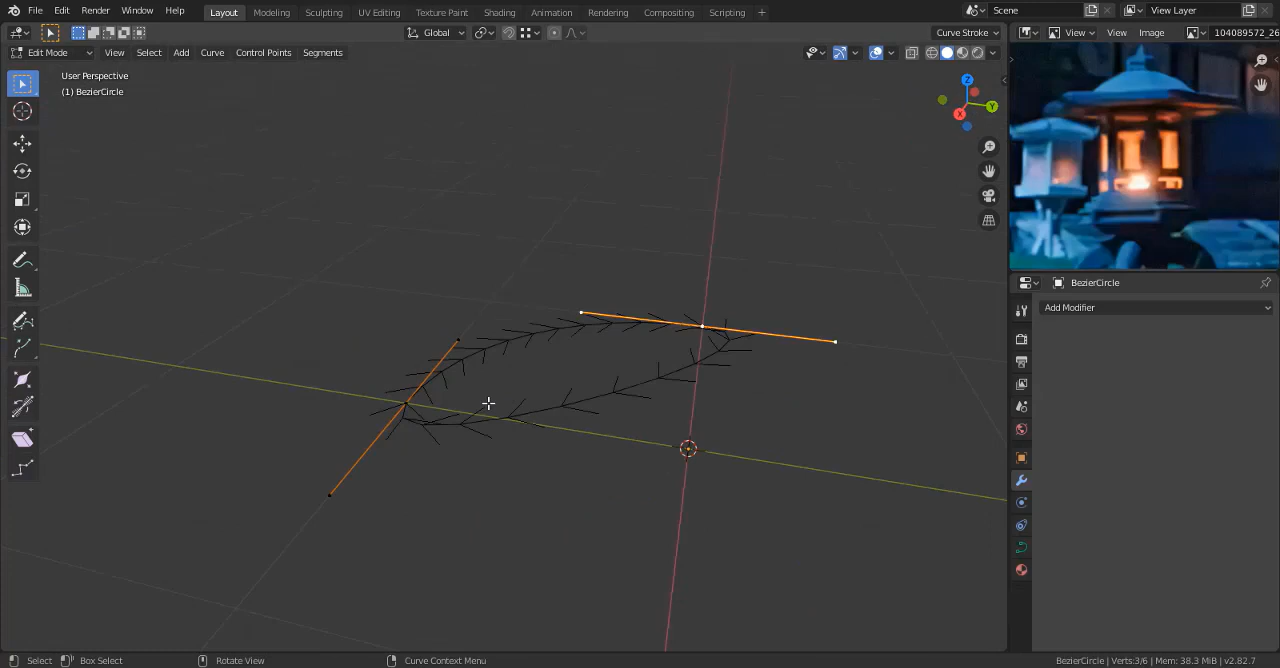 File Edit Render Window Help Layout Modeling Sculpting UV Editing Texture Paint Shading Animation Rendering Compositing Scripting + Scene View Layer
Global Curve Stroke View View Image 104089572_26
Edit Mode View Select Add Curve Control Points Segments
User Perspective
(1) BezierCircle
Z
Y
X
BezierCircle
Add Modifier
Select Box Select Rotate View Curve Context Menu BezierCircle | Verts:3/6 | Mem: 38.3 MiB | v2.82.7